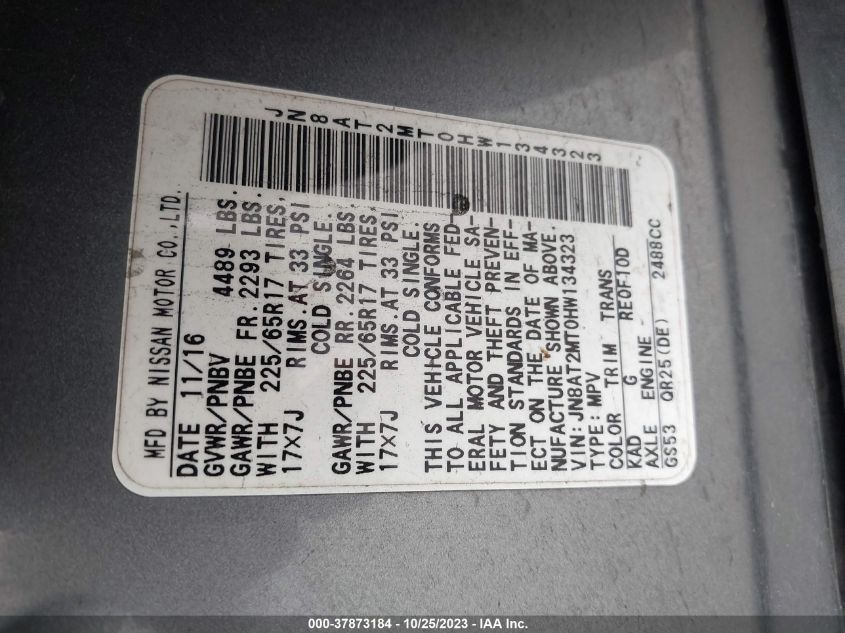 MFD BY NISSAN MOTOR CO.,LTD.
DATE 11/16
GVWR/PNBV 4489 LBS.
GAWR/PNBE FR.2293 LBS.
WITH 225/65R17 TIRES,
17X7J RIMS.AT 33 PSI
COLD SINGLE.
GAWR/PNBE RR.2264 LBS.
WITH 225/65R17 TIRES,
17X7J RIMS.AT 33 PSI
COLD SINGLE.
THIS VEHICLE CONFORMS
TO ALL APPLICABLE FED-
ERAL MOTOR VEHICLE SA-
FETY AND THEFT PREVEN-
TION STANDARDS IN EFF-
ECT ON THE DATE OF MA-
NUFACTURE SHOWN ABOVE.
VIN:JN8AT2MT0HW134323
TYPE:MPV
COLOR TRIM TRANS
KAD G RE0F10D
AXLE ENGINE
GS53 QR25(DE) 2488CC
JN8AT2MT0HW134323
000-37873184 / 10/25/2023 - IAA Inc.